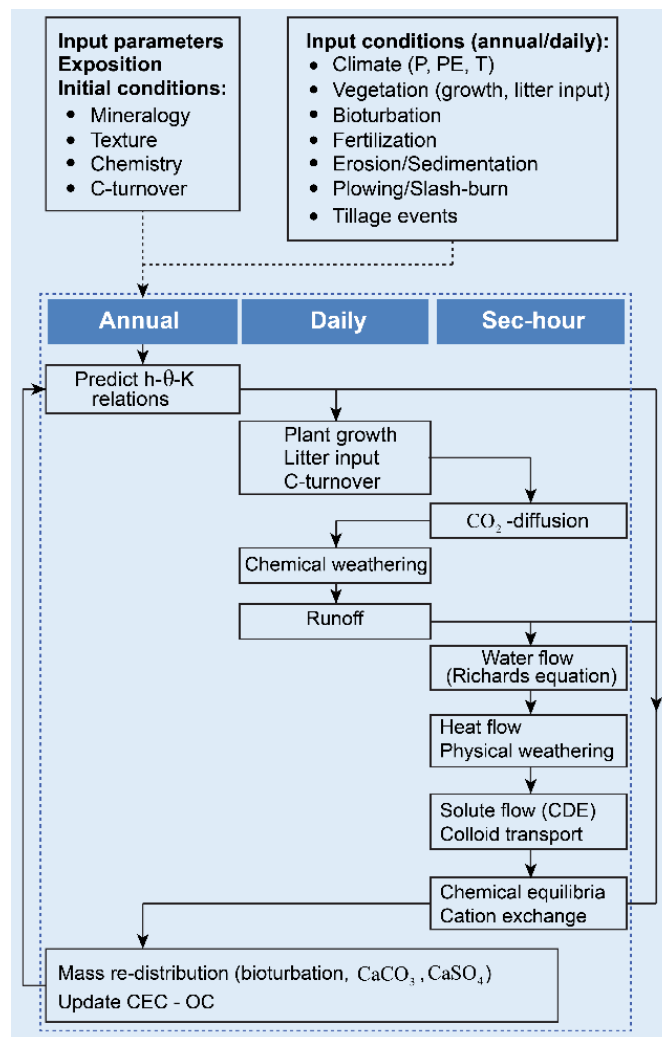 Input parameters
Exposition
Initial conditions:
• Mineralogy
• Texture
• Chemistry
• C-turnover
Input conditions (annual/daily):
• Climate (P, PE, T)
• Vegetation (growth, litter input)
• Bioturbation
• Fertilization
• Erosion/Sedimentation
• Plowing/Slash-burn
• Tillage events
Annual
Daily
Sec-hour
Predict h-θ-K
relations
Plant growth
Litter input
C-turnover
CO₂ -diffusion
Chemical weathering
Runoff
Water flow
(Richards equation)
Heat flow
Physical weathering
Solute flow (CDE)
Colloid transport
Chemical equilibria
Cation exchange
Mass re-distribution (bioturbation, CaCO₃, CaSO₄)
Update CEC - OC